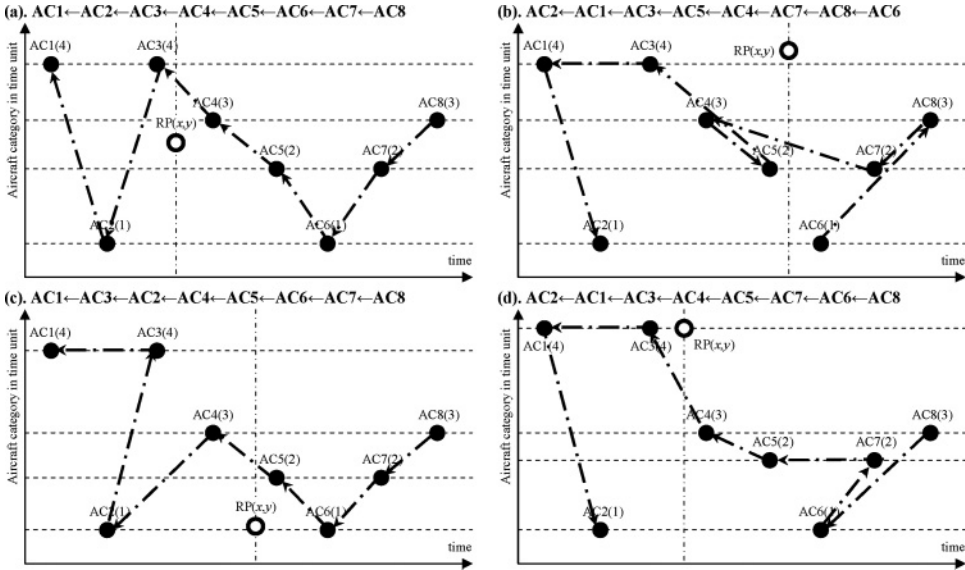 (a). AC1←AC2←AC3←AC4←AC5←AC6←AC7←AC8
Aircraft category in time unit
AC1(4)
AC3(4)
AC4(3)
AC8(3)
RP(x,y)
AC5(2)
AC7(2)
AC2(1)
AC6(1)
time
(b). AC2←AC1←AC3←AC5←AC4←AC7←AC8←AC6
Aircraft category in time unit
AC1(4)
AC3(4)
RP(x,y)
AC4(3)
AC8(3)
AC5(2)
AC7(2)
AC2(1)
AC6(1)
time
(c). AC1←AC3←AC2←AC4←AC5←AC6←AC7←AC8
Aircraft category in time unit
AC1(4)
AC3(4)
AC4(3)
AC8(3)
AC5(2)
AC7(2)
RP(x,y)
AC2(1)
AC6(1)
time
(d). AC2←AC1←AC3←AC4←AC5←AC7←AC6←AC8
Aircraft category in time unit
AC1(4)
AC3(4)
RP(x,y)
AC4(3)
AC8(3)
AC5(2)
AC7(2)
AC2(1)
AC6(1)
time